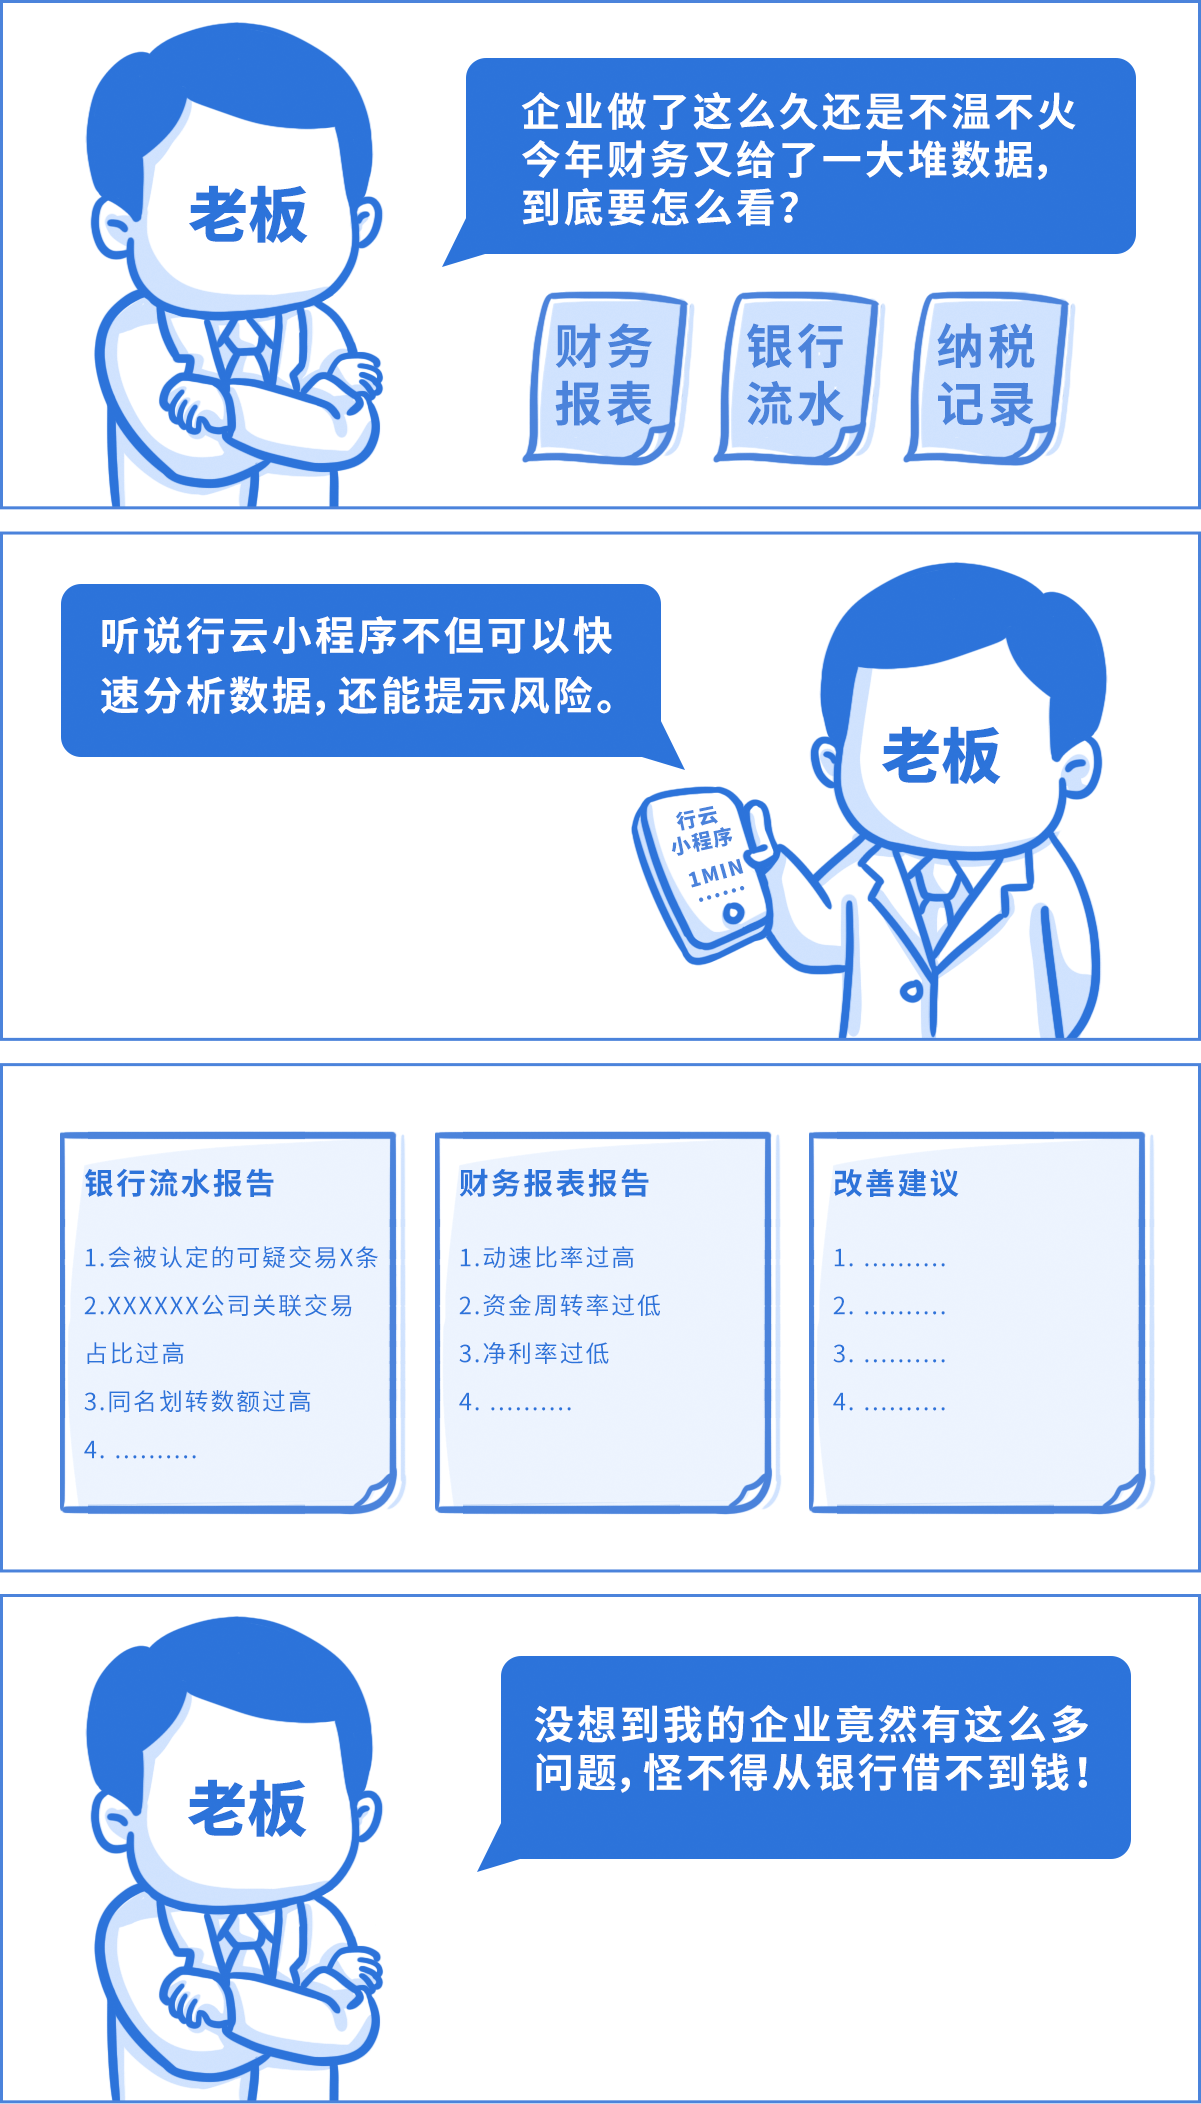 老板
企业做了这么久还是不温不火
今年财务又给了一大堆数据，
到底要怎么看？
财务
报表
银行
流水
纳税
记录
听说行云小程序不但可以快
速分析数据，还能提示风险。
老板
行云
小程序
1MIN
······
银行流水报告
1.会被认定的可疑交易X条
2.XXXXXX公司关联交易
占比过高
3.同名划转数额过高
4. ..........
财务报表报告
1.动速比率过高
2.资金周转率过低
3.净利率过低
4. ..........
改善建议
1. ..........
2. ..........
3. ..........
4. ..........
老板
没想到我的企业竟然有这么多
问题，怪不得从银行借不到钱！